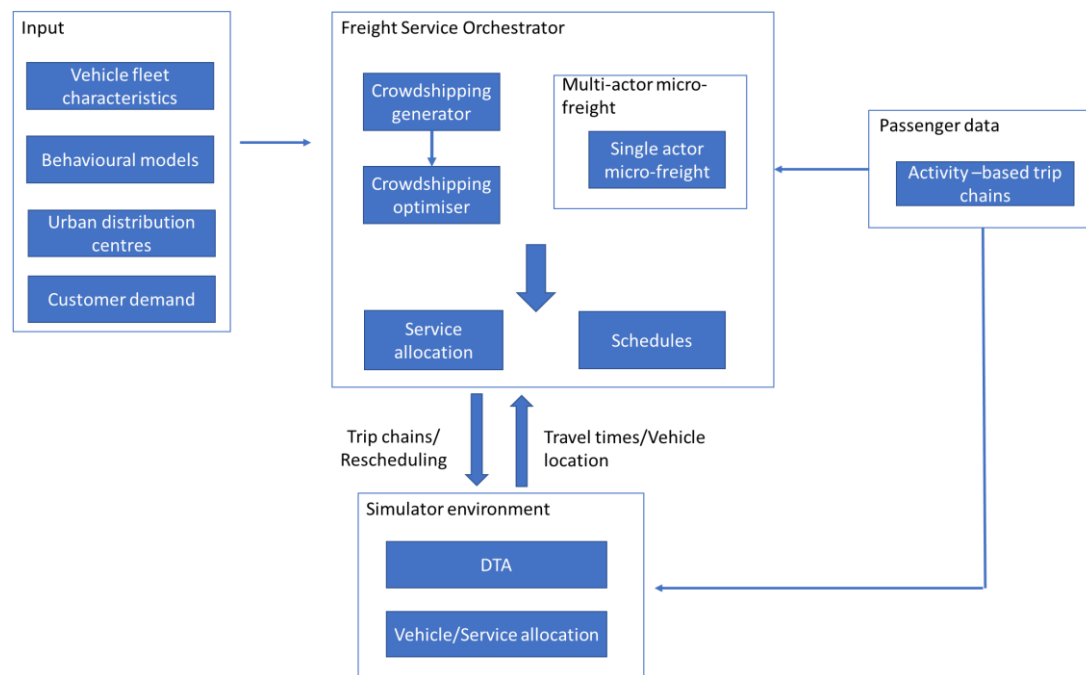 Input
Vehicle fleet
characteristics
Behavioural models
Urban distribution
centres
Customer demand
Freight Service Orchestrator
Crowdshipping
generator
Crowdshipping
optimiser
Multi-actor micro-
freight
Single actor
micro-freight
Service
allocation
Schedules
Passenger data
Activity –based trip
chains
Trip chains/
Rescheduling
Travel times/Vehicle
location
Simulator environment
DTA
Vehicle/Service allocation